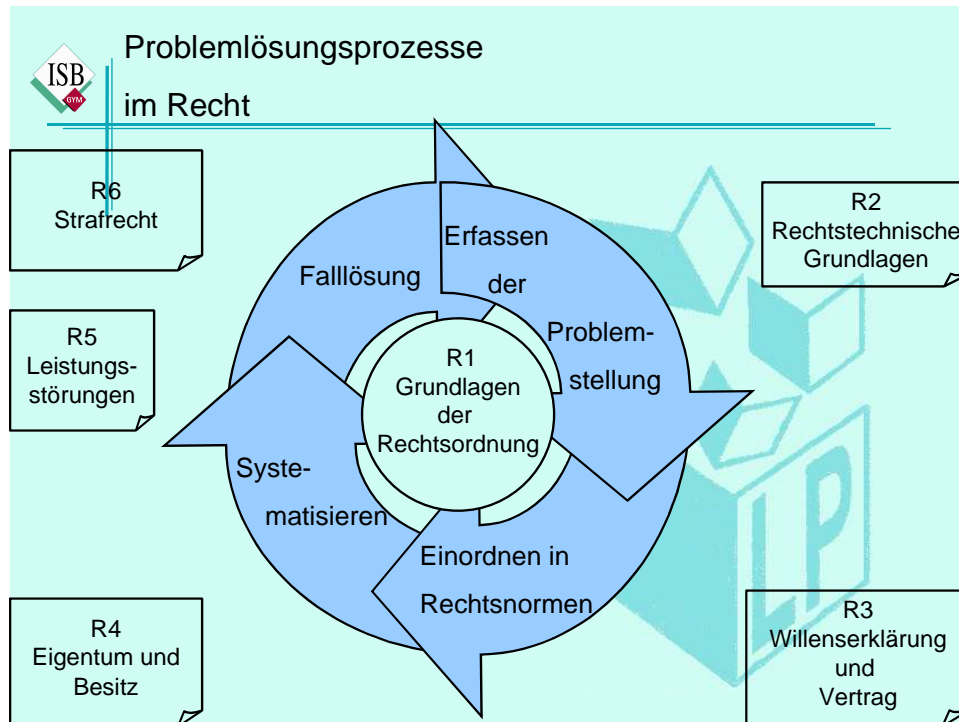 Problemlösungsprozesse
im Recht
ISB
GYM
R6
Strafrecht
R2
Rechtstechnische
Grundlagen
Erfassen
der
Problem-
stellung
Falllösung
R5
Leistungs-
störungen
R1
Grundlagen
der
Rechtsordnung
Syste-
matisieren
Einordnen in
Rechtsnormen
LP
R4
Eigentum und
Besitz
R3
Willenserklärung
und
Vertrag